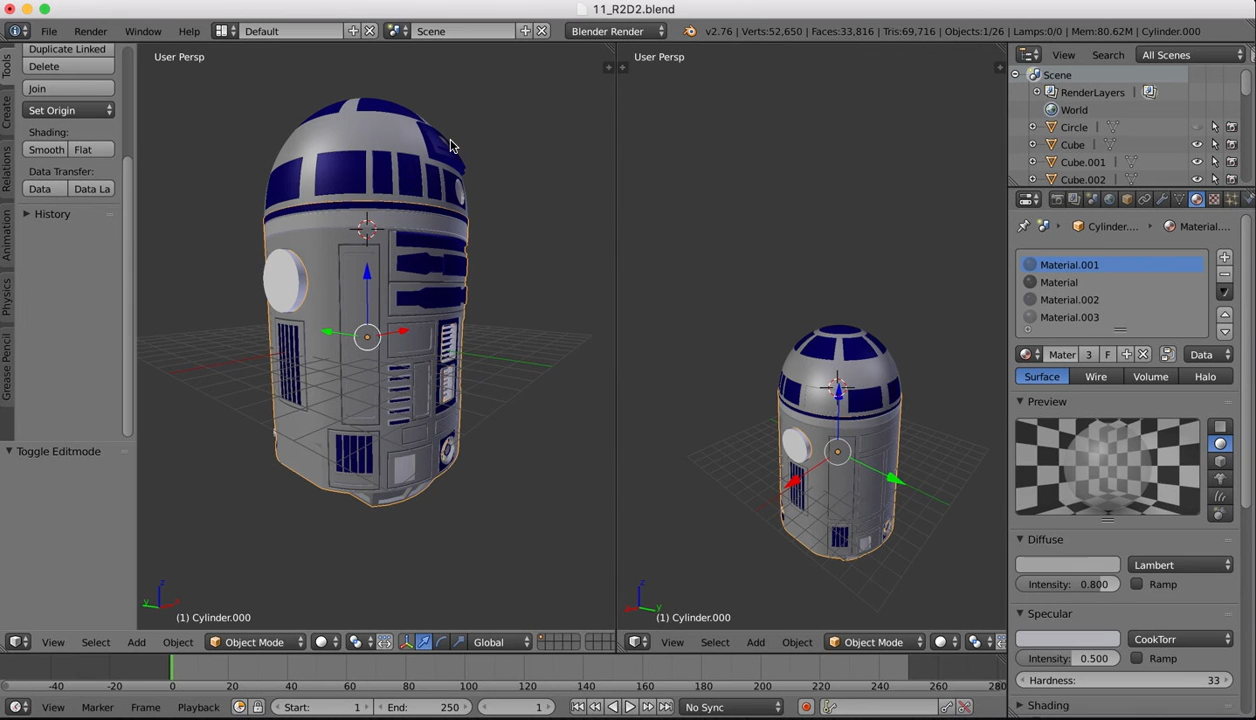 11_R2D2.blend
File Render Window Help Default Scene Blender Render v2.76 | Verts:52,650 | Faces:33,816 | Tris:69,716 | Objects:1/26 | Lamps:0/0 | Mem:80.62M | Cylinder.000
Tools
Create
Relations
Animation
Physics
Grease Pencil
Duplicate Linked
Delete
Join
Set Origin
Shading:
Smooth Flat
Data Transfer:
Data Data La
History
Toggle Editmode
User Persp
z
y
x
(1) Cylinder.000
View Select Add Object Object Mode Global
User Persp
z
x
y
(1) Cylinder.000
View Select Add Object Object Mode
View Search All Scenes
Scene
RenderLayers
World
Circle
Cube
Cube.001
Cube.002
Cylinder.... Material....
Material.001
Material
Material.002
Material.003
Mater 3 F Data
Surface Wire Volume Halo
Preview
Diffuse
Lambert
Intensity: 0.800 Ramp
Specular
CookTorr
Intensity: 0.500 Ramp
Hardness: 33
Shading
-40 -20 0 20 40 60 80 100 120 140 160 180 200 220 240 260 280
View Marker Frame Playback Start: 1 End: 250 1 No Sync